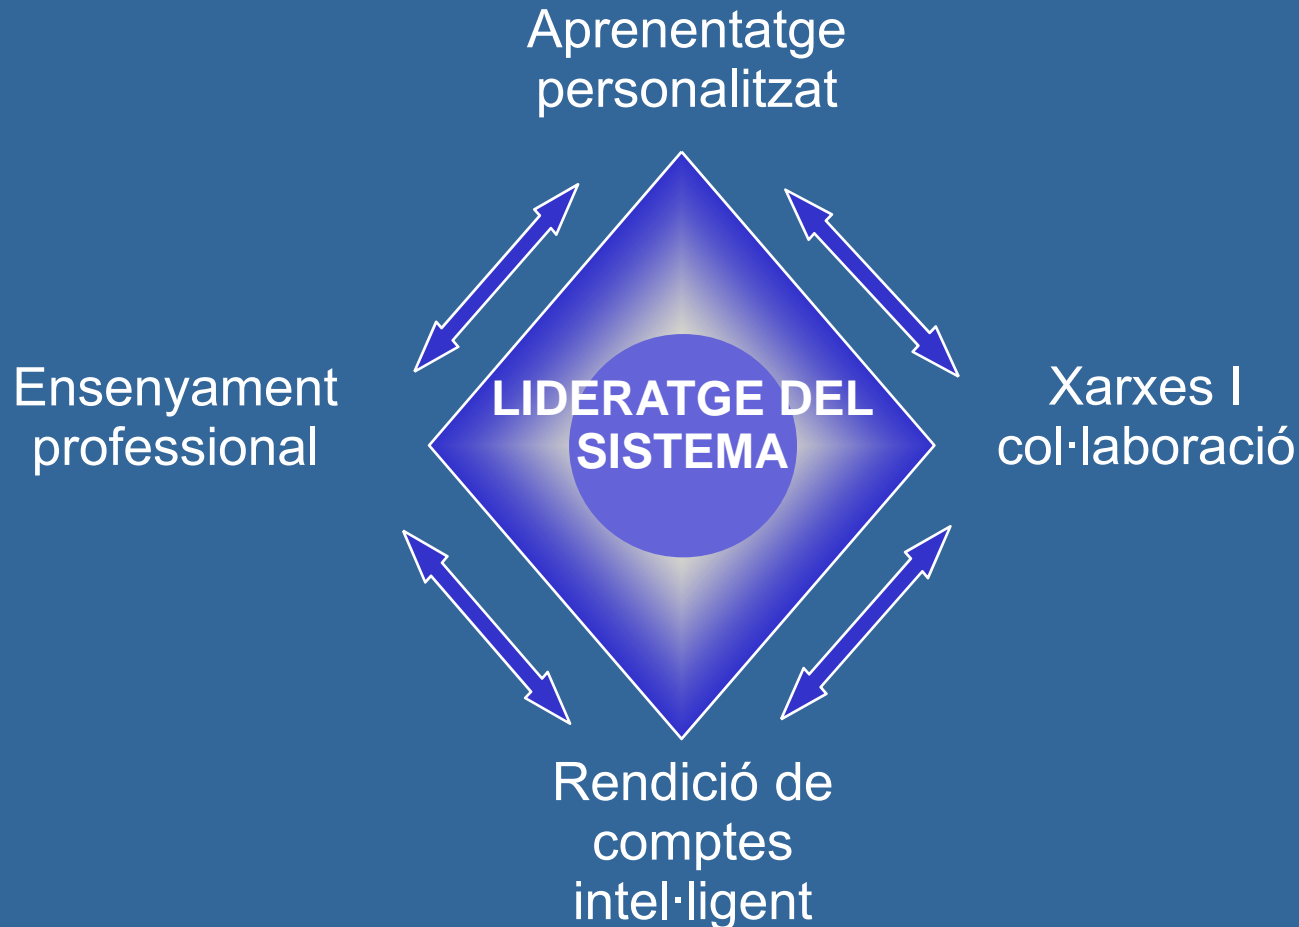 Aprenentatge
personalitzat
Ensenyament
professional
LIDERATGE DEL
SISTEMA
Xarxes I
col·laboració
Rendició de
comptes
intel·ligent